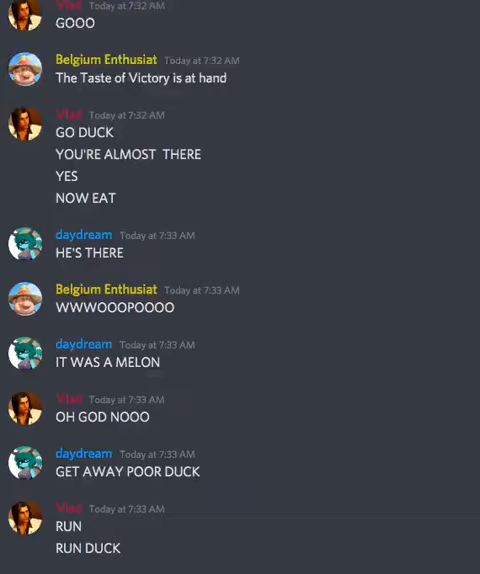 Vlad Today at 7:32 AM
GOOO
Belgium Enthusiat Today at 7:32 AM
The Taste of Victory is at hand
Vlad Today at 7:32 AM
GO DUCK
YOU'RE ALMOST THERE
YES
NOW EAT
daydream Today at 7:33 AM
HE'S THERE
Belgium Enthusiat Today at 7:33 AM
WWWOOOPOOOO
daydream Today at 7:33 AM
IT WAS A MELON
Vlad Today at 7:33 AM
OH GOD NOOO
daydream Today at 7:33 AM
GET AWAY POOR DUCK
Vlad Today at 7:33 AM
RUN
RUN DUCK